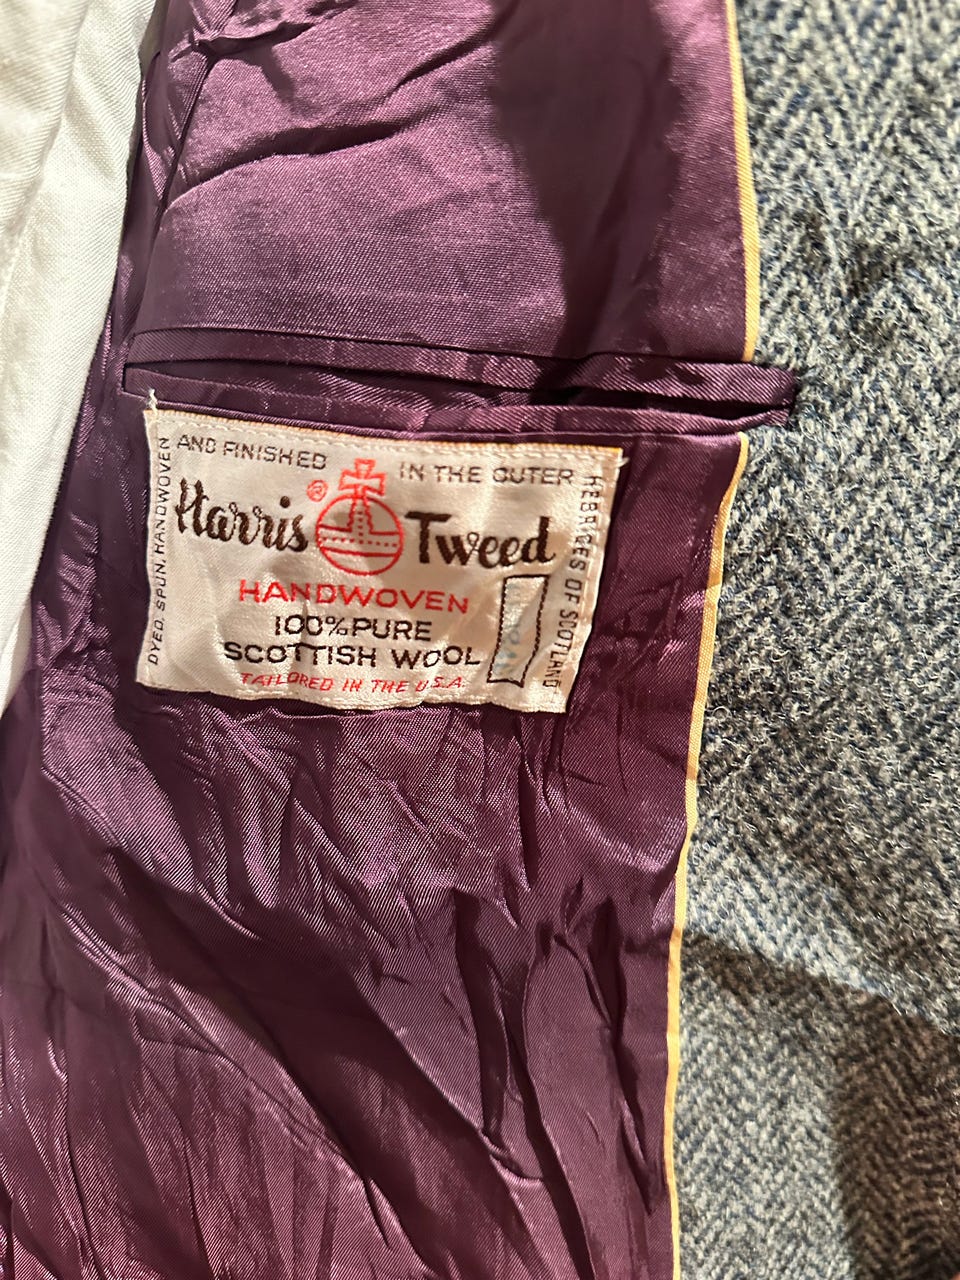 DYED, SPUN, HANDWOVEN
AND FINISHED
IN THE OUTER
HEBRIDES OF SCOTLAND
Harris ® Tweed
HANDWOVEN
100% PURE
SCOTTISH WOOL
TAILORED IN THE U.S.A.